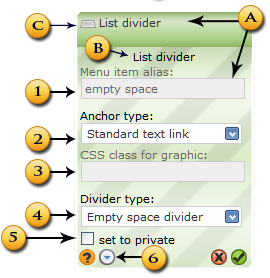 C
List divider
A
B
List divider
Menu item alias:
1
empty space
Anchor type:
2
Standard text link
CSS class for graphic:
3
Divider type:
4
Empty space divider
5
set to private
?
6